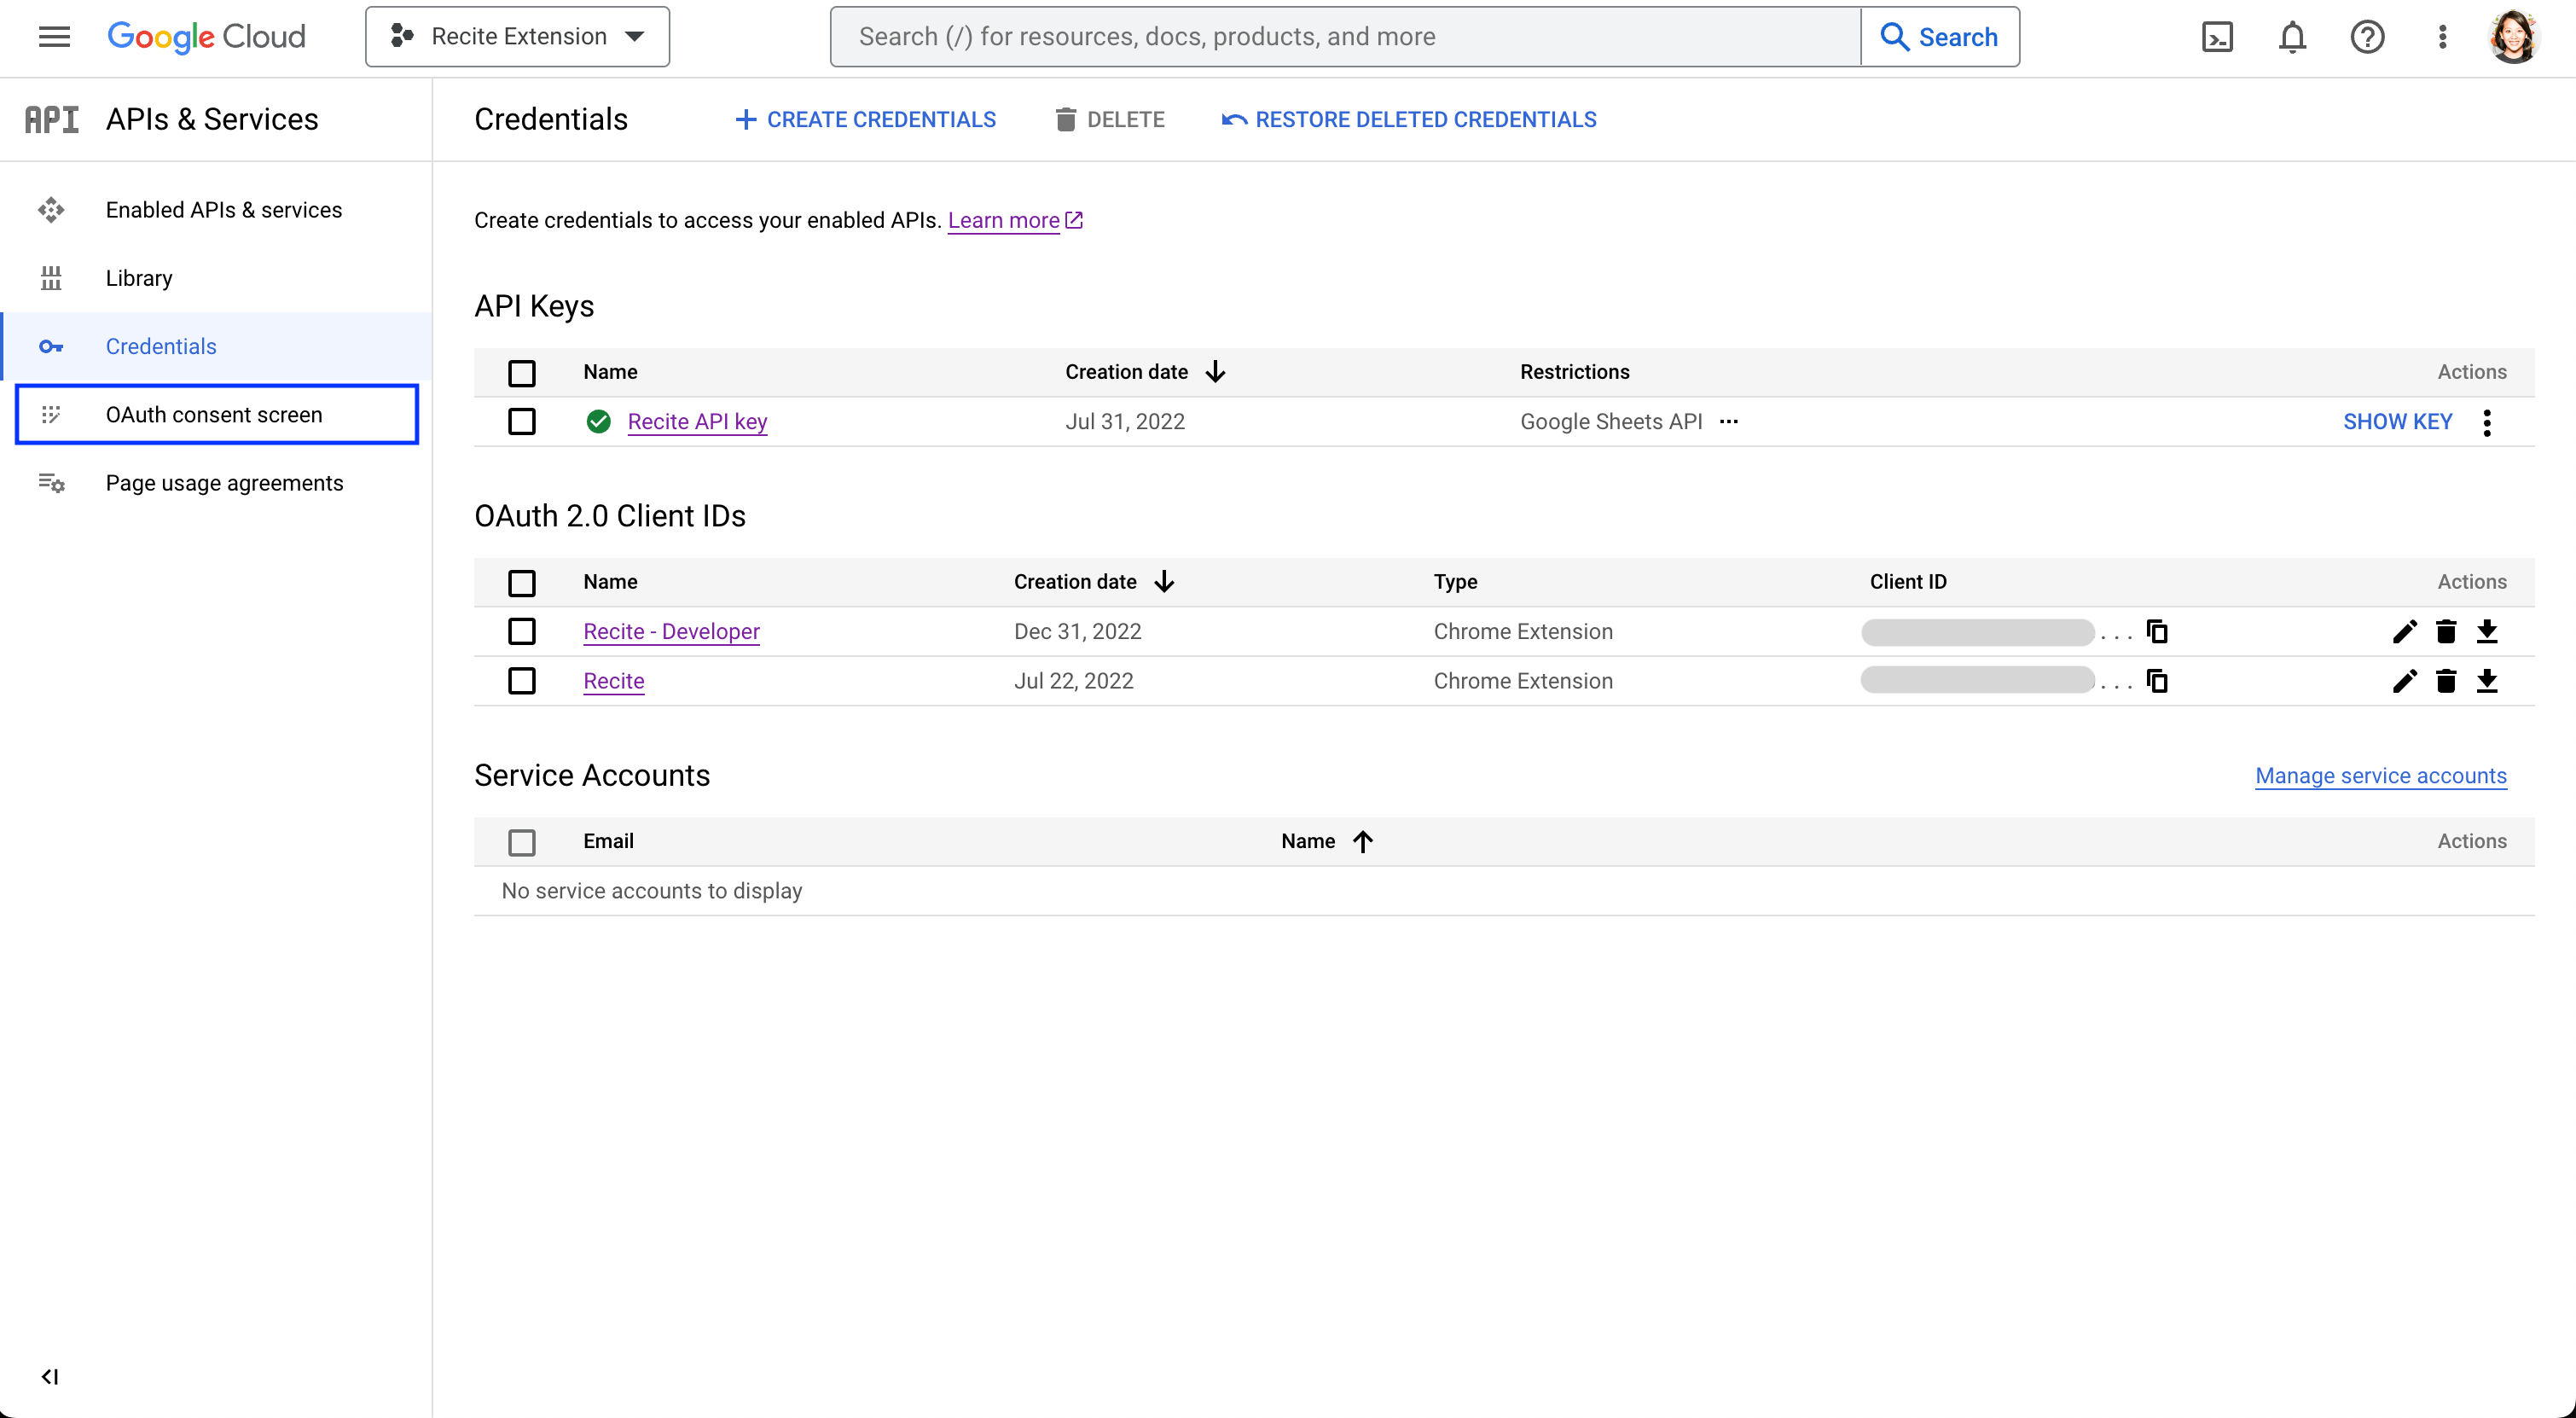 Google Cloud
Recite Extension
Search (/) for resources, docs, products, and more
Search
API APIs & Services
Credentials
CREATE CREDENTIALS
DELETE
RESTORE DELETED CREDENTIALS
Enabled APIs & services
Library
Credentials
OAuth consent screen
Page usage agreements
Create credentials to access your enabled APIs. Learn more
API Keys
Name Creation date Restrictions Actions
Recite API key Jul 31, 2022 Google Sheets API ... SHOW KEY
OAuth 2.0 Client IDs
Name Creation date Type Client ID Actions
Recite - Developer Dec 31, 2022 Chrome Extension ...
Recite Jul 22, 2022 Chrome Extension ...
Service Accounts Manage service accounts
Email Name Actions
No service accounts to display